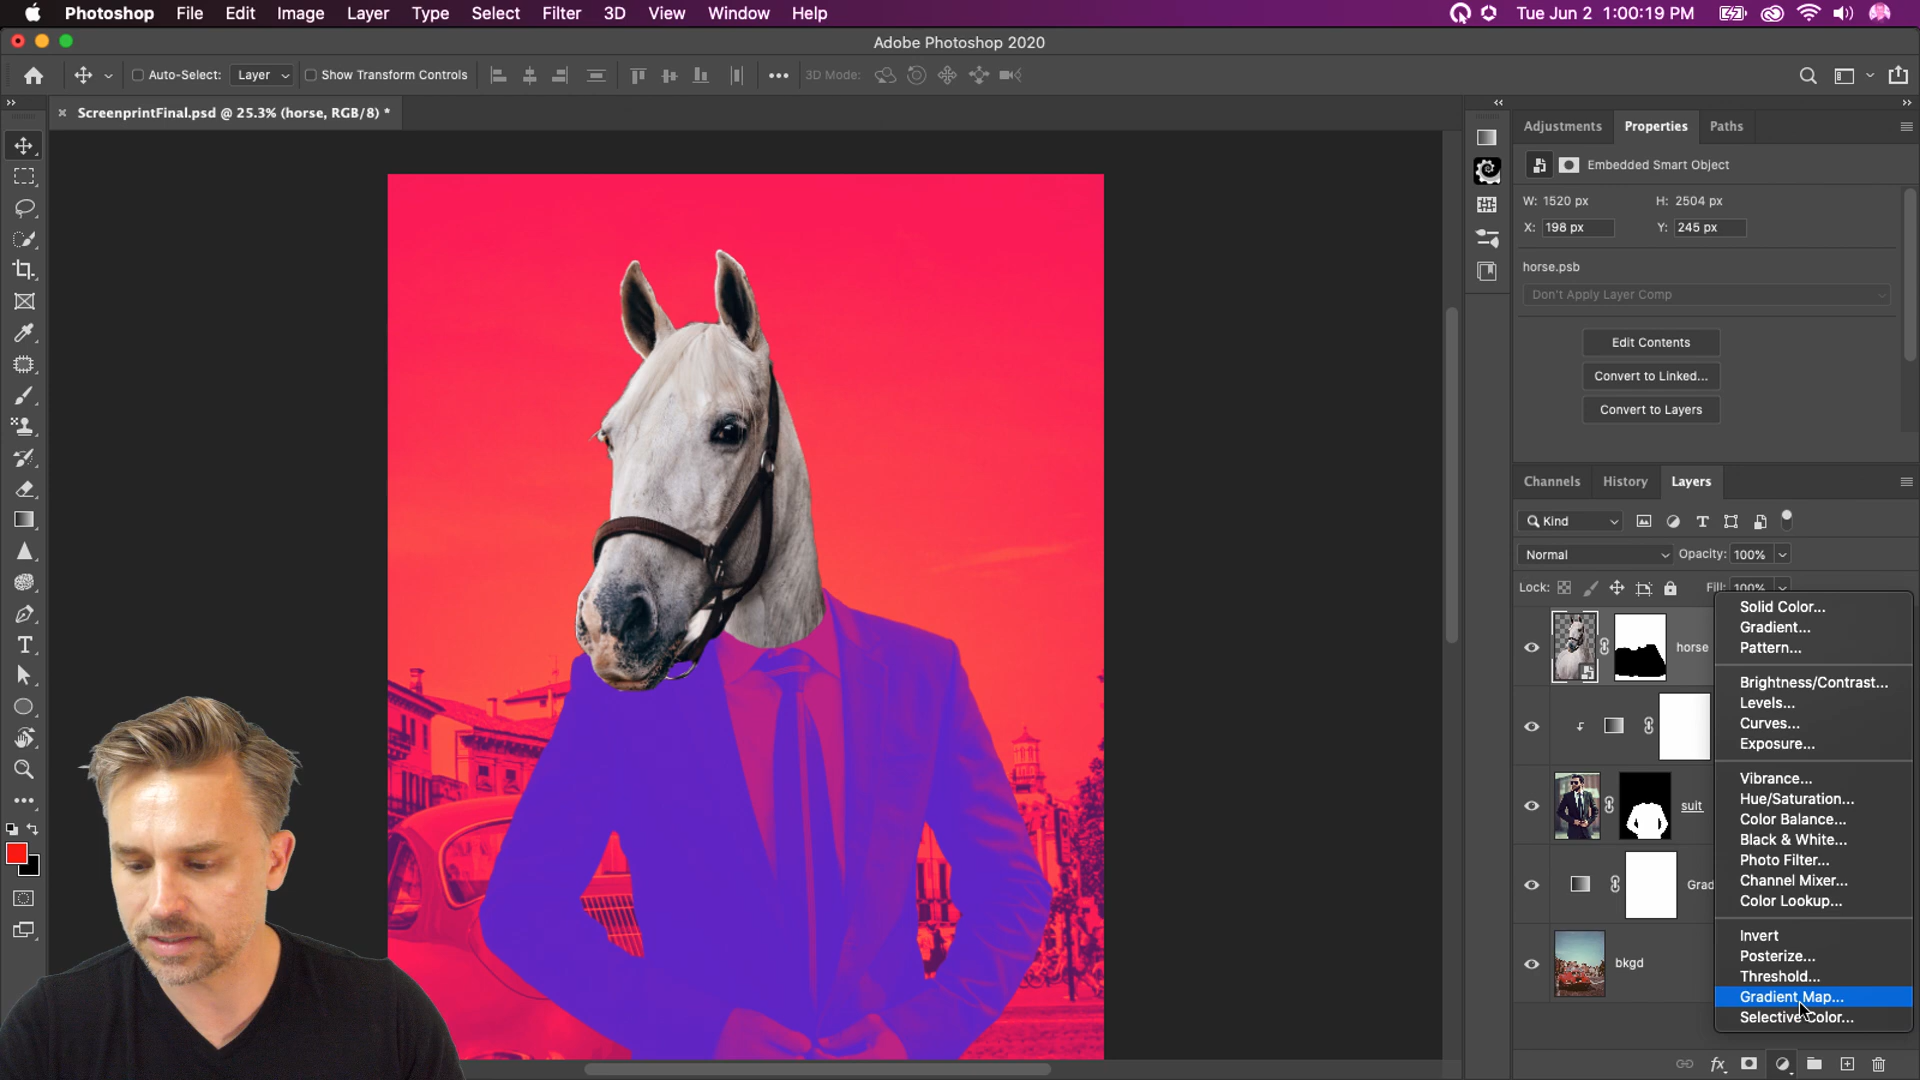 Photoshop File Edit Image Layer Type Select Filter 3D View Window Help Tue Jun 2 1:00:19 PM
Adobe Photoshop 2020
Auto-Select: Layer Show Transform Controls 3D Mode:
ScreenprintFinal.psd @ 25.3% (horse, RGB/8) *
Adjustments Properties Paths
Embedded Smart Object
W: 1520 px H: 2504 px
X: 198 px Y: 245 px
horse.psb
Don't Apply Layer Comp
Edit Contents
Convert to Linked...
Convert to Layers
Channels History Layers
Kind
Normal Opacity: 100%
Lock: Fill: 100%
horse
suit
Grad
bkgd
Solid Color...
Gradient...
Pattern...
Brightness/Contrast...
Levels...
Curves...
Exposure...
Vibrance...
Hue/Saturation...
Color Balance...
Black & White...
Photo Filter...
Channel Mixer...
Color Lookup...
Invert
Posterize...
Threshold...
Gradient Map...
Selective Color...
fx